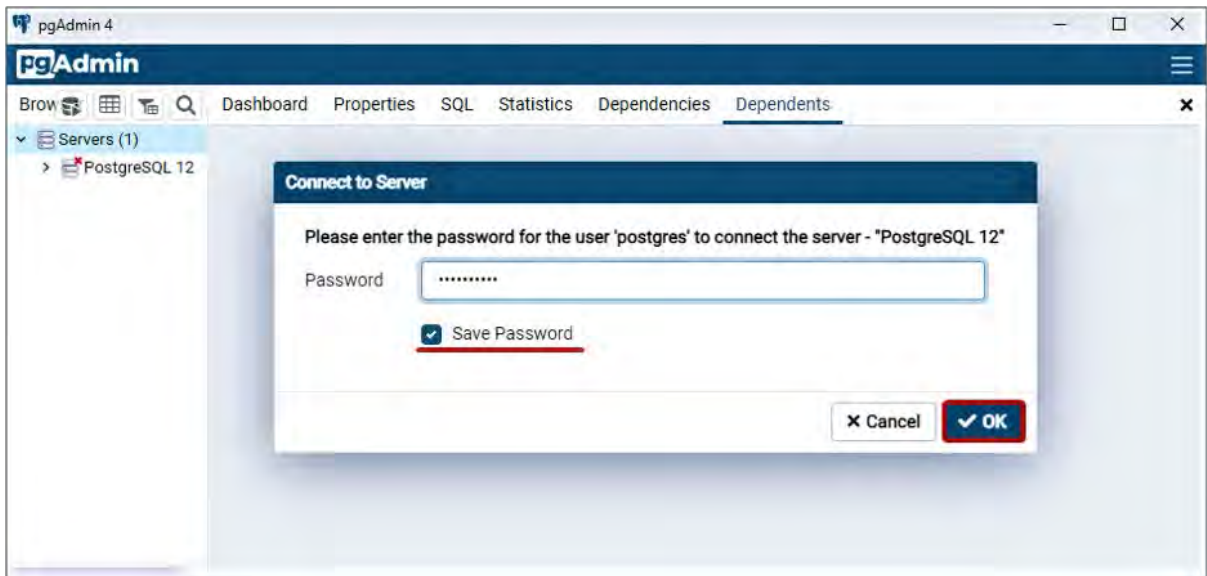 pgAdmin 4
pgAdmin
Brow
Dashboard Properties SQL Statistics Dependencies Dependents
Servers (1)
PostgreSQL 12
Connect to Server
Please enter the password for the user 'postgres' to connect the server - "PostgreSQL 12"
Password ••••••••••
Save Password
Cancel OK